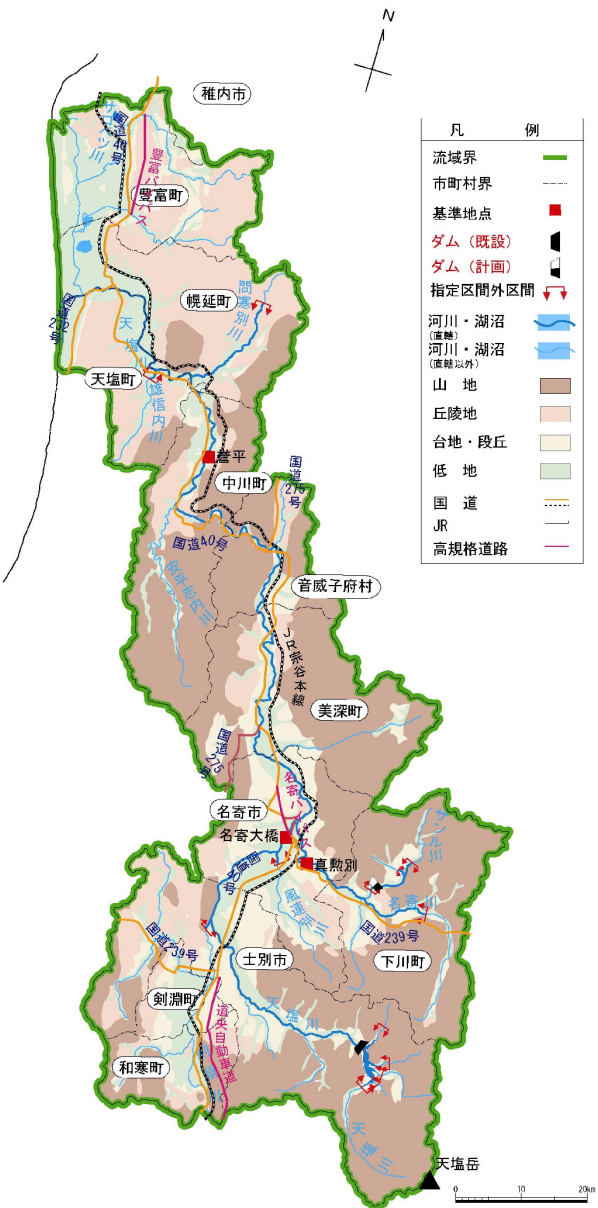 N
稚内市
サロベツ川
国道40号
豊富バイパス
豊富町
凡 例
流域界
市町村界
基準地点
ダム（既設）
ダム（計画）
指定区間外区間
河川・湖沼
(直轄)
河川・湖沼
(直轄以外)
山 地
丘陵地
台地・段丘
低 地
国 道
JR
高規格道路
幌延町
問寒別川
国道232号
天塩川
天塩町
雄信内川
誉平
中川町
国道275号
国道40号
安平志内川
音威子府村
JR宗谷本線
美深町
国道275号
名寄市
名寄バイパス
名寄大橋
真勲別
サンル川
国道40号
風連別川
名寄川
国道239号
下川町
国道239号
士別市
剣淵町
天塩川
道央自動車道
和寒町
天塩川
天塩岳
0 10 20km